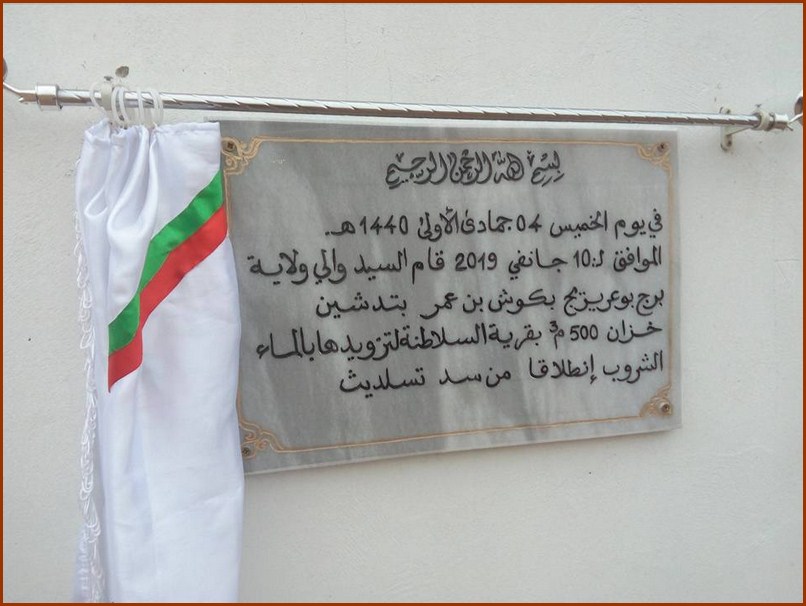 بسم الله الرحمن الرحيم
في يوم الخميس 04 جمادى الأولى 1440 هـ.
الموافق لـ:10 جانفي 2019 قام السيد والي ولاية
برج بوعريريج بكوش بن عمر بتدشين
خزان 500 م3 بقرية السلاطنة لتزويدها بالماء
الشروب إنطلاقا من سد تسلديث